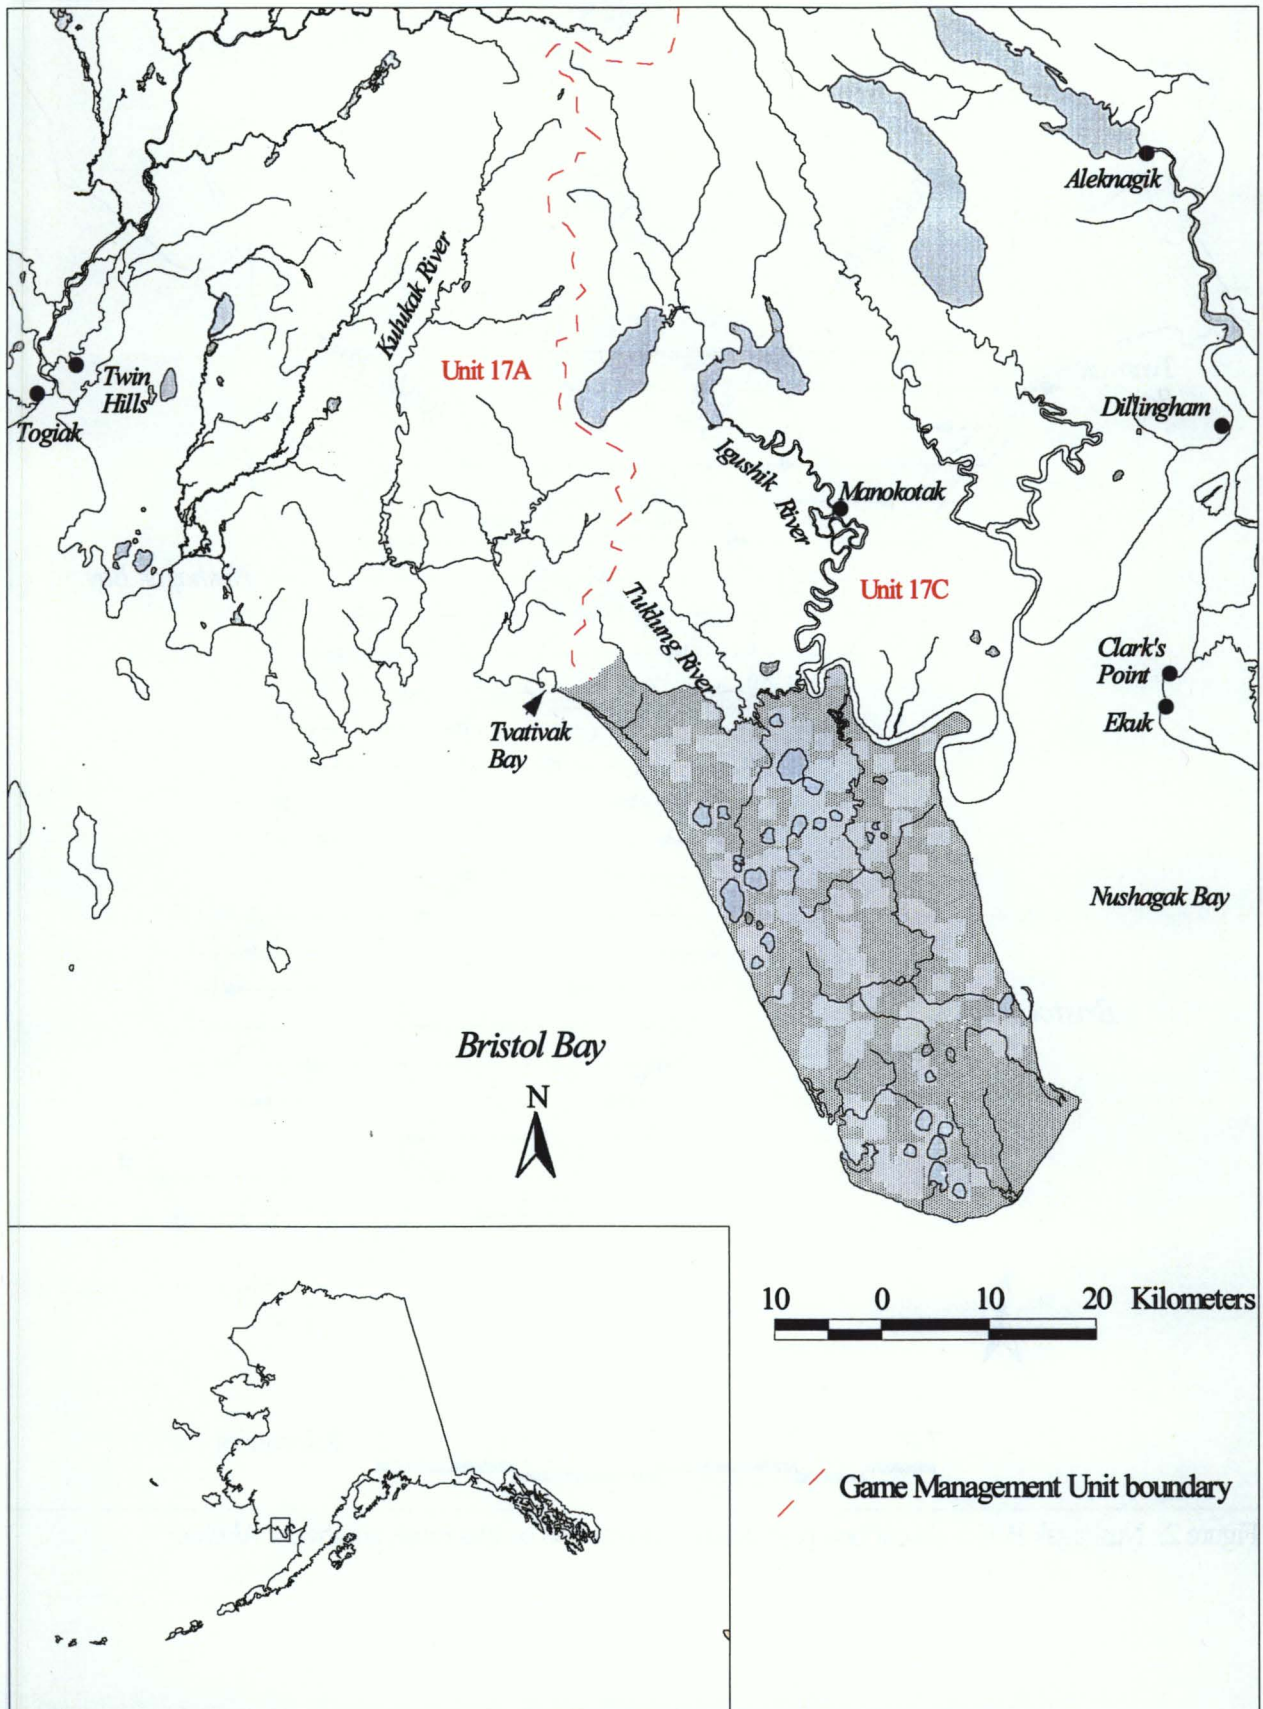 Aleknagik
Kulukak River
Unit 17A
Twin
Hills
Togiak
Dillingham
Igushik River
Manokotak
Unit 17C
Tuklung River
Clark's
Point
Ekuk
Tvativak
Bay
Nushagak Bay
Bristol Bay
N
10 0 10 20 Kilometers
Game Management Unit boundary